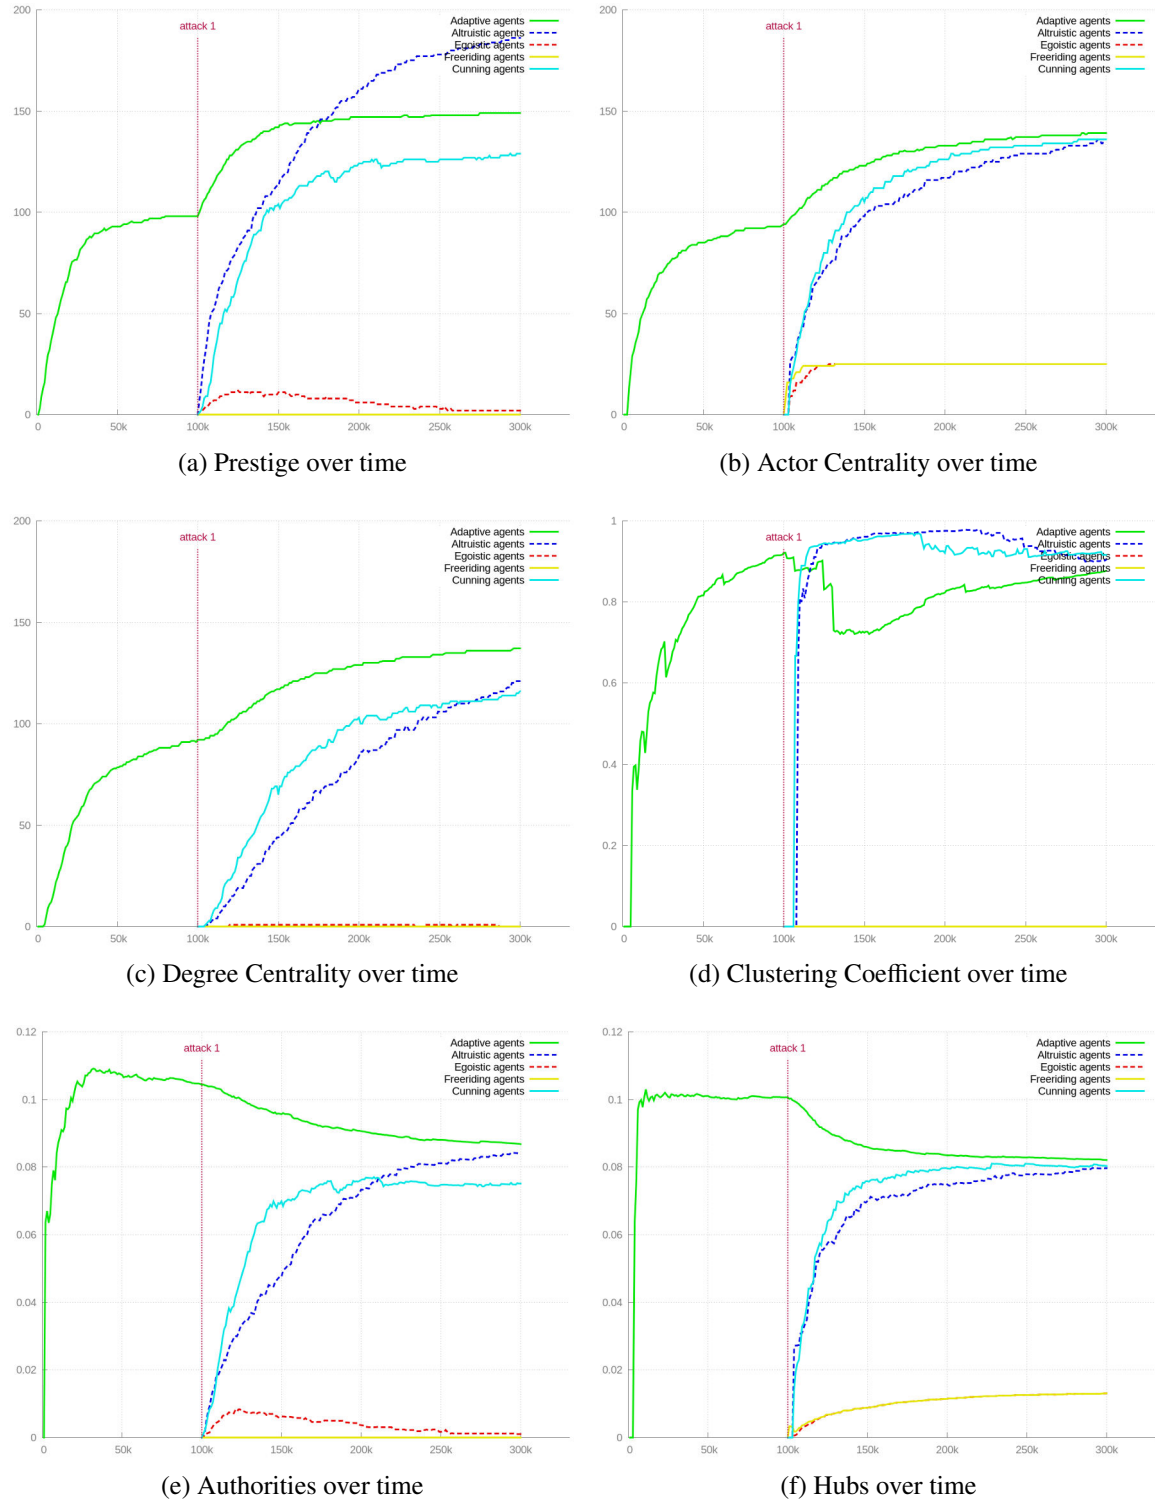 200
150
100
50
0
0
50k
100k
150k
200k
250k
300k
attack 1
Adaptive agents
Altruistic agents
Egoistic agents
Freeriding agents
Cunning agents
(a) Prestige over time
200
150
100
50
0
0
50k
100k
150k
200k
250k
300k
attack 1
Adaptive agents
Altruistic agents
Egoistic agents
Freeriding agents
Cunning agents
(b) Actor Centrality over time
200
150
100
50
0
0
50k
100k
150k
200k
250k
300k
attack 1
Adaptive agents
Altruistic agents
Egoistic agents
Freeriding agents
Cunning agents
(c) Degree Centrality over time
1
0.8
0.6
0.4
0.2
0
0
50k
100k
150k
200k
250k
300k
attack 1
Adaptive agents
Altruistic agents
Egoistic agents
Freeriding agents
Cunning agents
(d) Clustering Coefficient over time
0.12
0.1
0.08
0.06
0.04
0.02
0
0
50k
100k
150k
200k
250k
300k
attack 1
Adaptive agents
Altruistic agents
Egoistic agents
Freeriding agents
Cunning agents
(e) Authorities over time
0.12
0.1
0.08
0.06
0.04
0.02
0
0
50k
100k
150k
200k
250k
300k
attack 1
Adaptive agents
Altruistic agents
Egoistic agents
Freeriding agents
Cunning agents
(f) Hubs over time